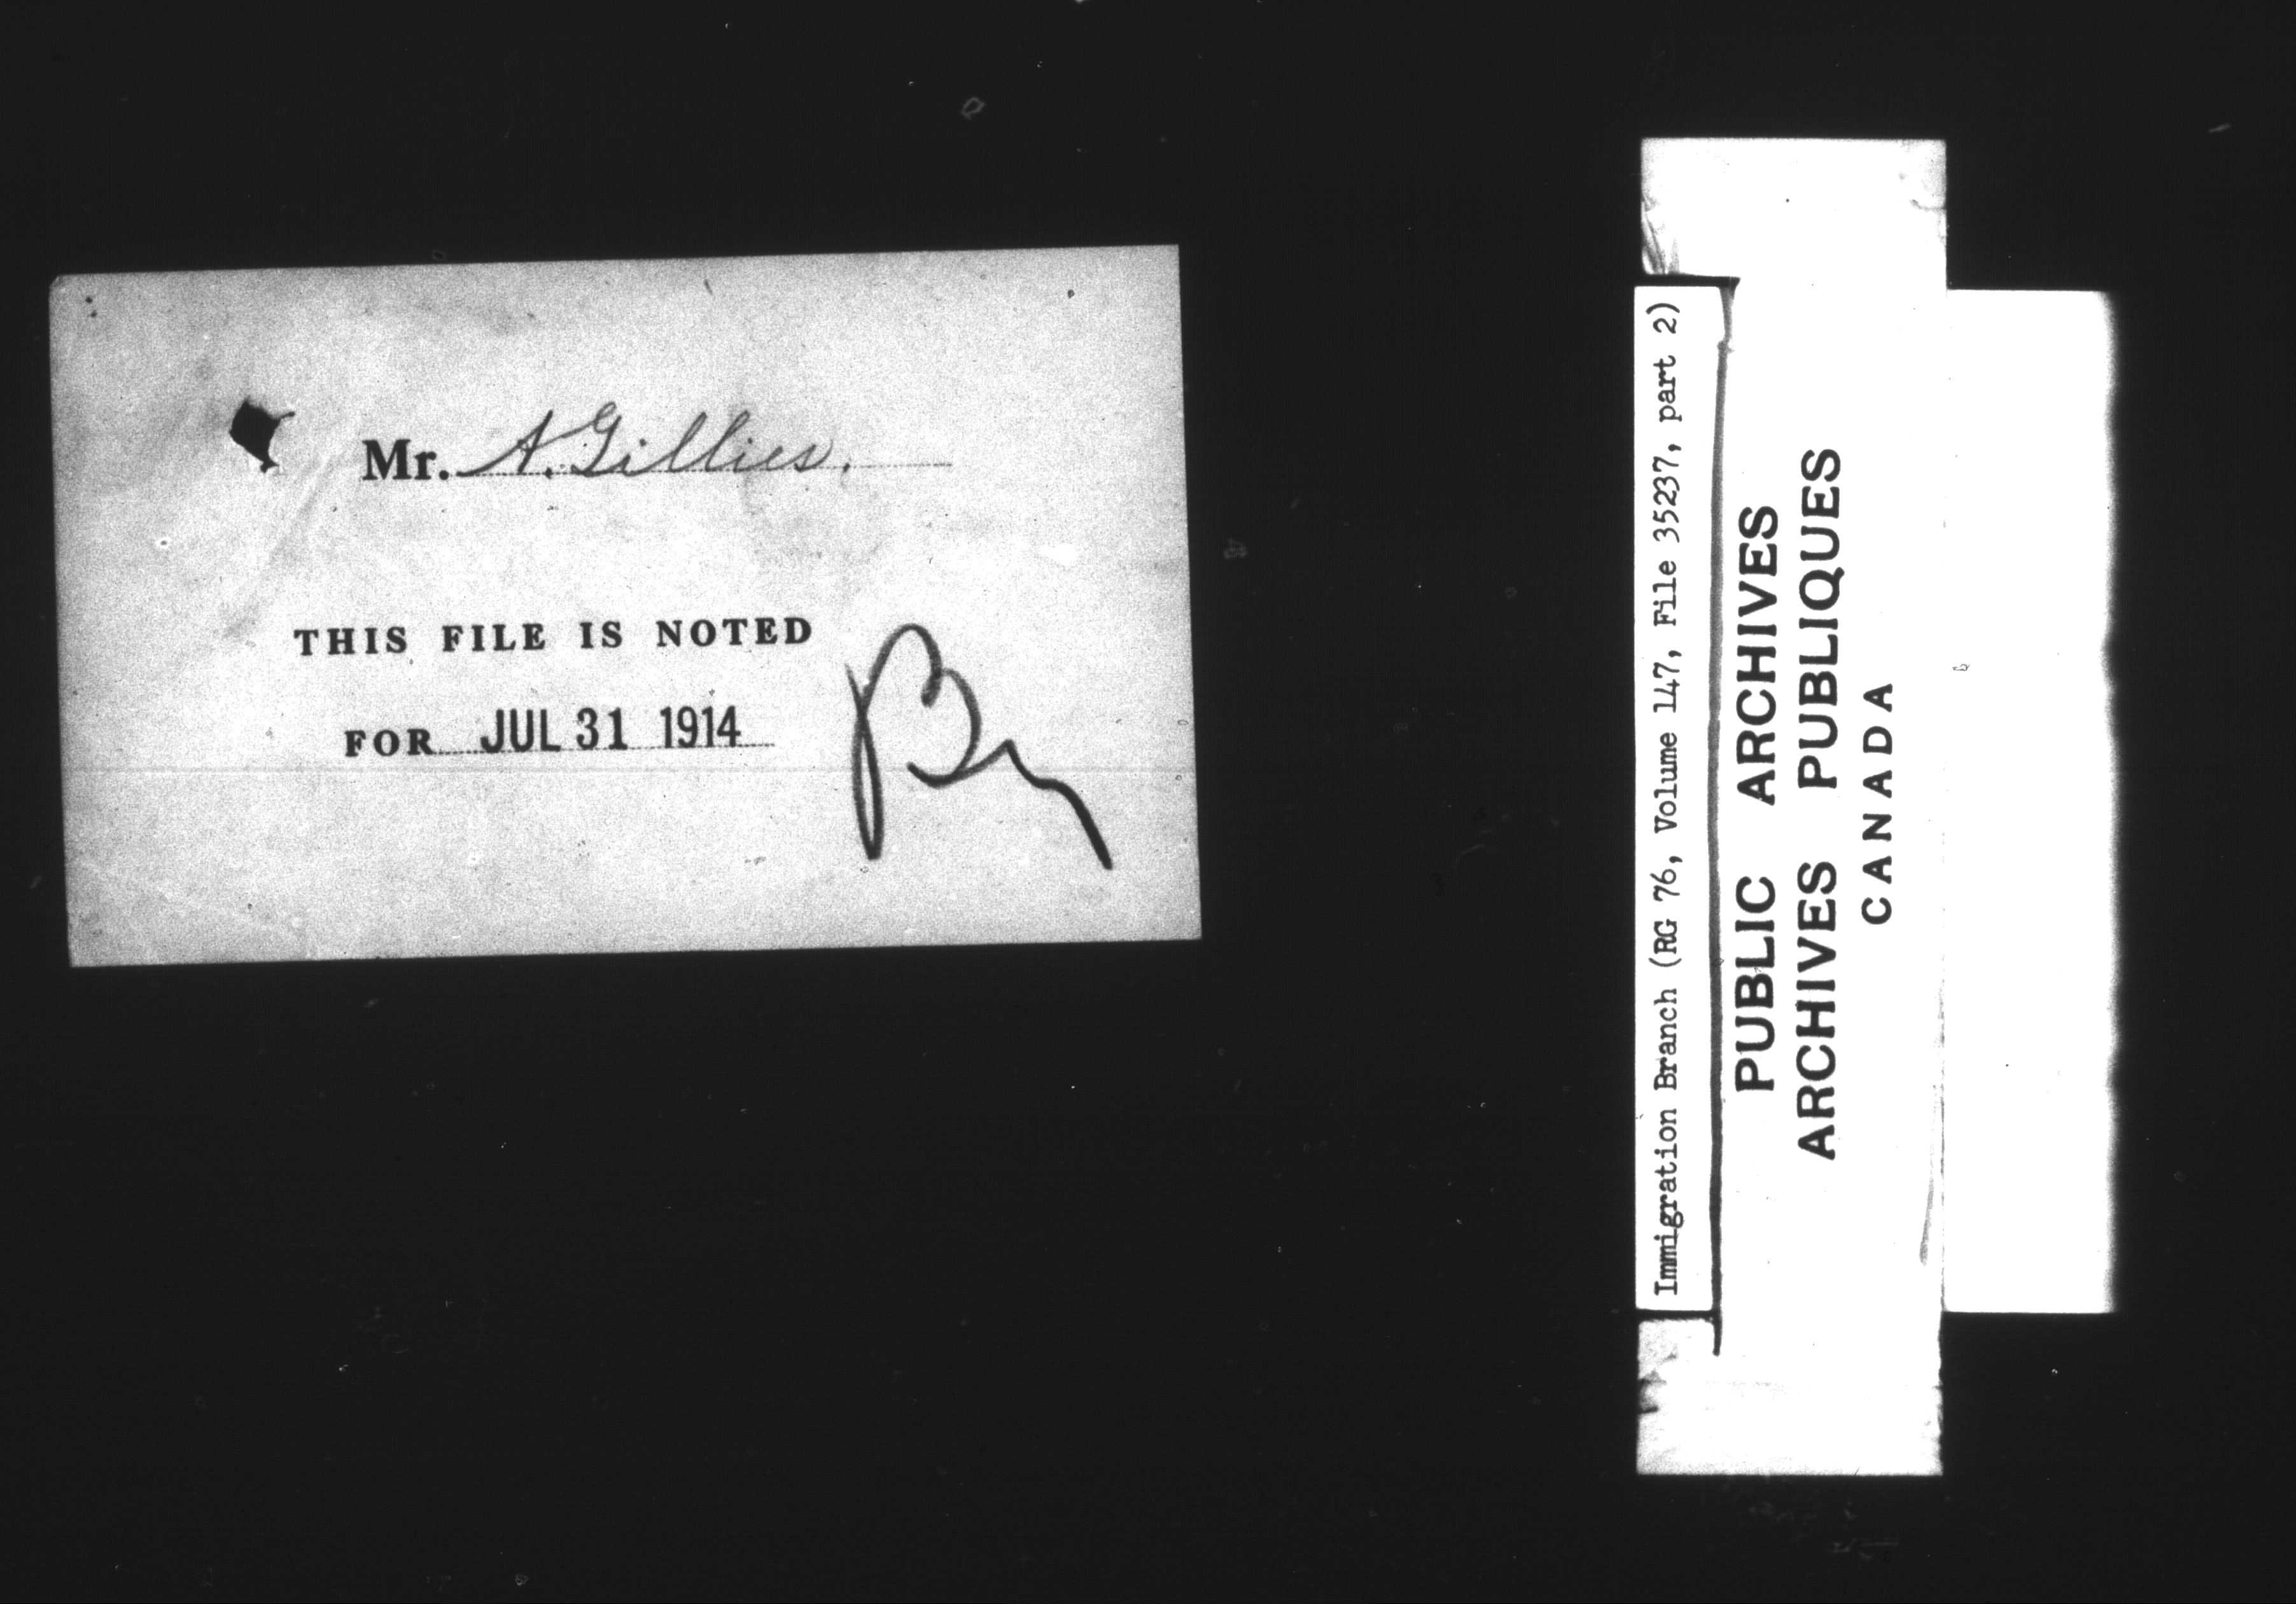 Mr. A. Gillies.
THIS FILE IS NOTED
FOR JUL 31 1914
Immigration Branch (RG 76, Volume 147, File 35237, part 2)
PUBLIC ARCHIVES
ARCHIVES PUBLIQUES
CANADA